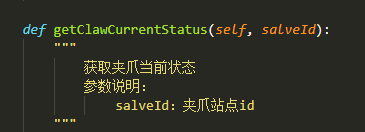 def getClawCurrentStatus(self, salveId):
"""
获取夹爪当前状态
参数说明：
salveId：夹爪站点id
"""